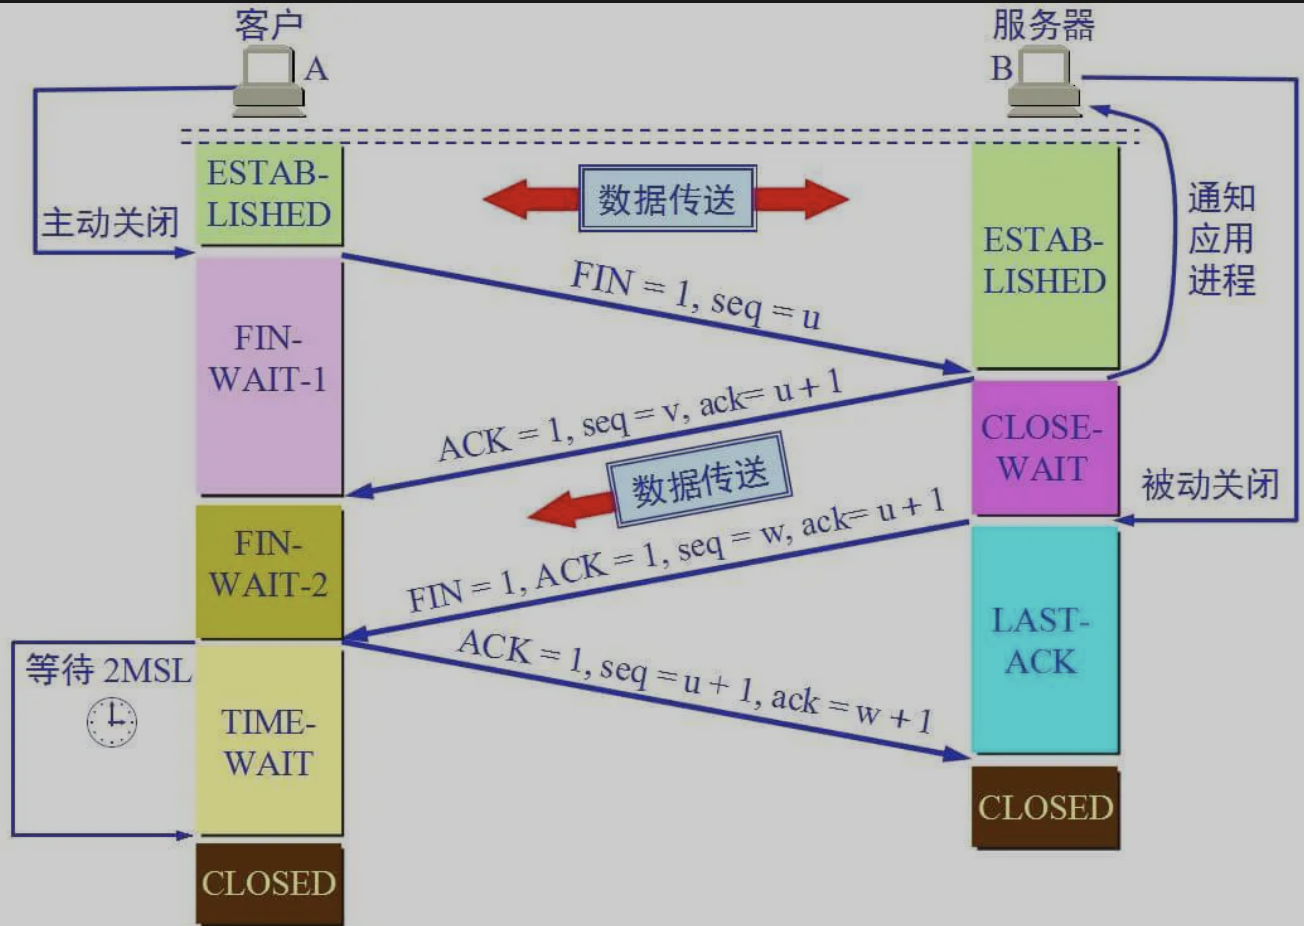 客户
服务器
A
B
ESTAB-
LISHED
数据传送
主动关闭
ESTAB-
LISHED
通知
应用
进程
FIN = 1, seq = u
FIN-
WAIT-1
ACK = 1, seq = v, ack= u + 1
CLOSE-
WAIT
数据传送
被动关闭
FIN-
WAIT-2
FIN = 1, ACK = 1, seq = w, ack= u + 1
LAST-
ACK
等待 2MSL
ACK = 1, seq = u + 1, ack = w + 1
TIME-
WAIT
CLOSED
CLOSED